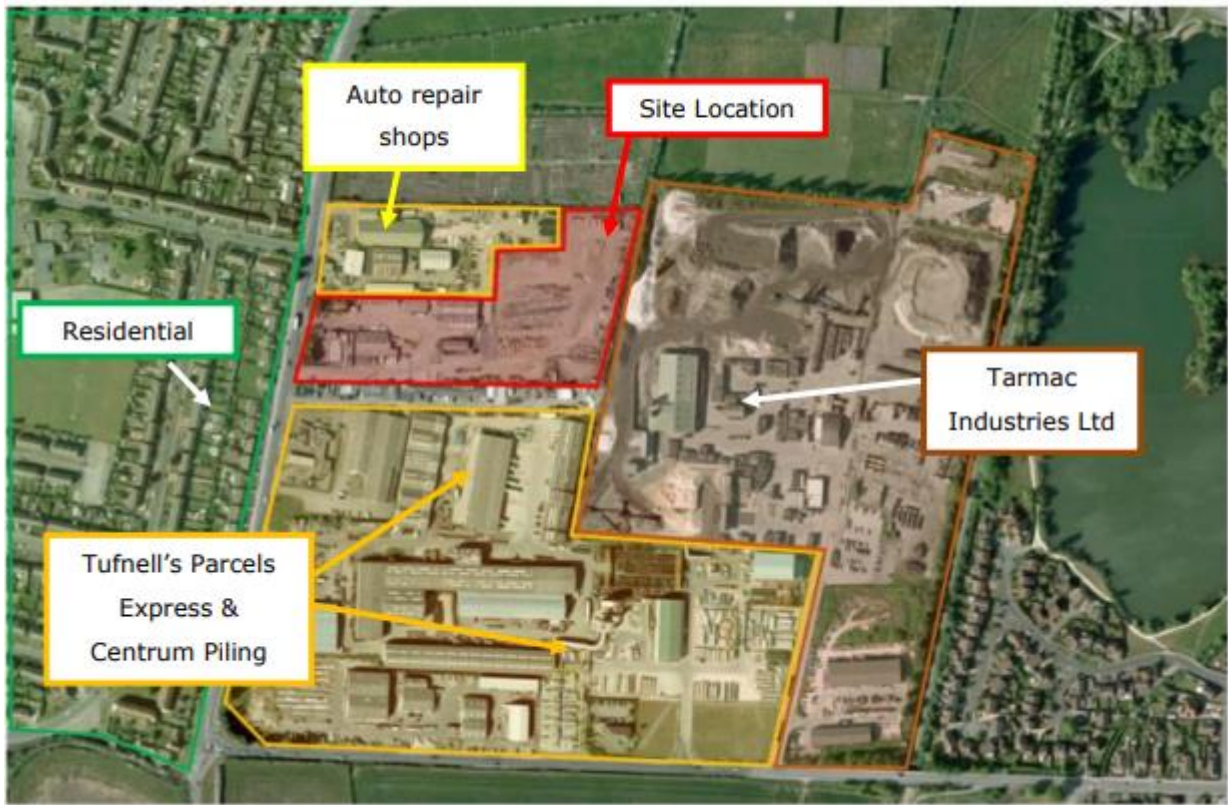 Auto repair
shops
Site Location
Residential
Tarmac
Industries Ltd
Tufnell's Parcels
Express &
Centrum Piling